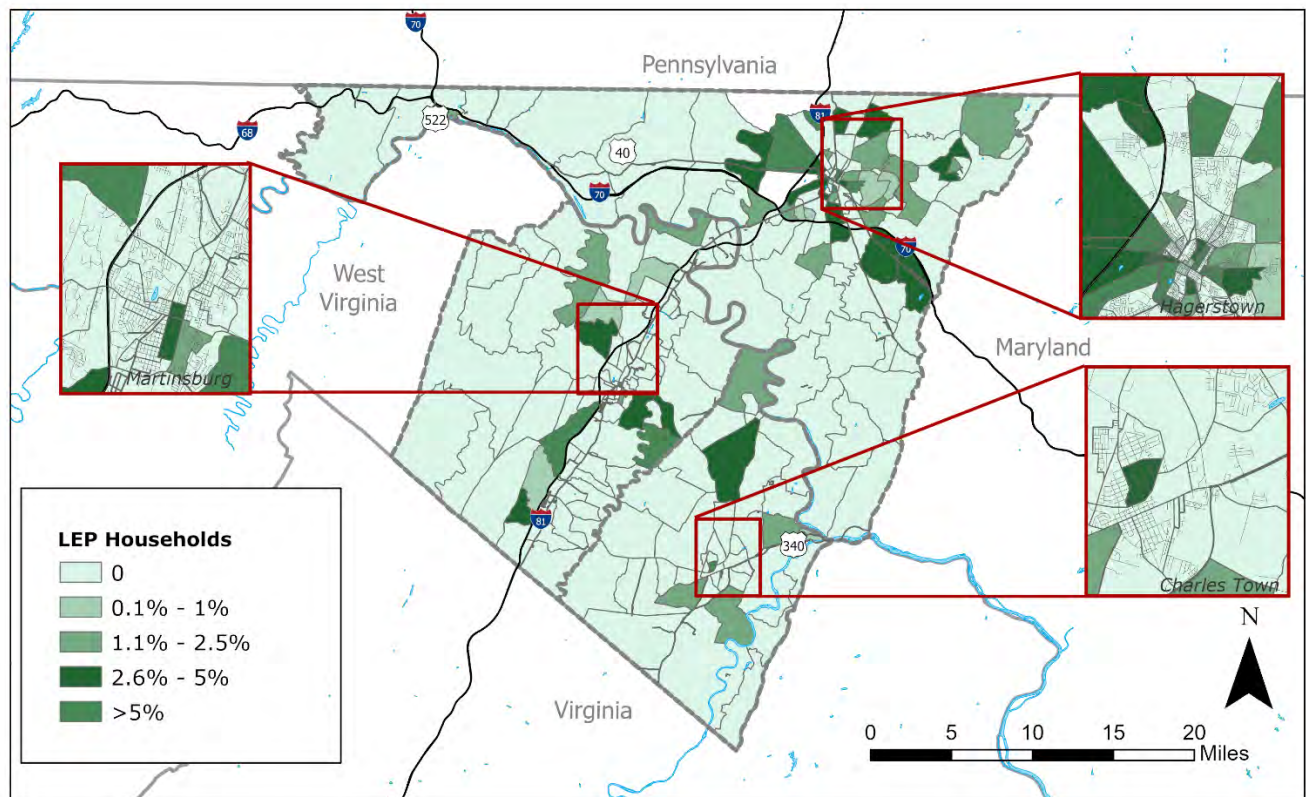 70
Pennsylvania
81
522
68
40
70
Hagerstown
70
West
Virginia
Maryland
Martinsburg
Charles Town
81
340
LEP Households
0
0.1% - 1%
1.1% - 2.5%
2.6% - 5%
>5%
Virginia
N
0 5 10 15 20
Miles